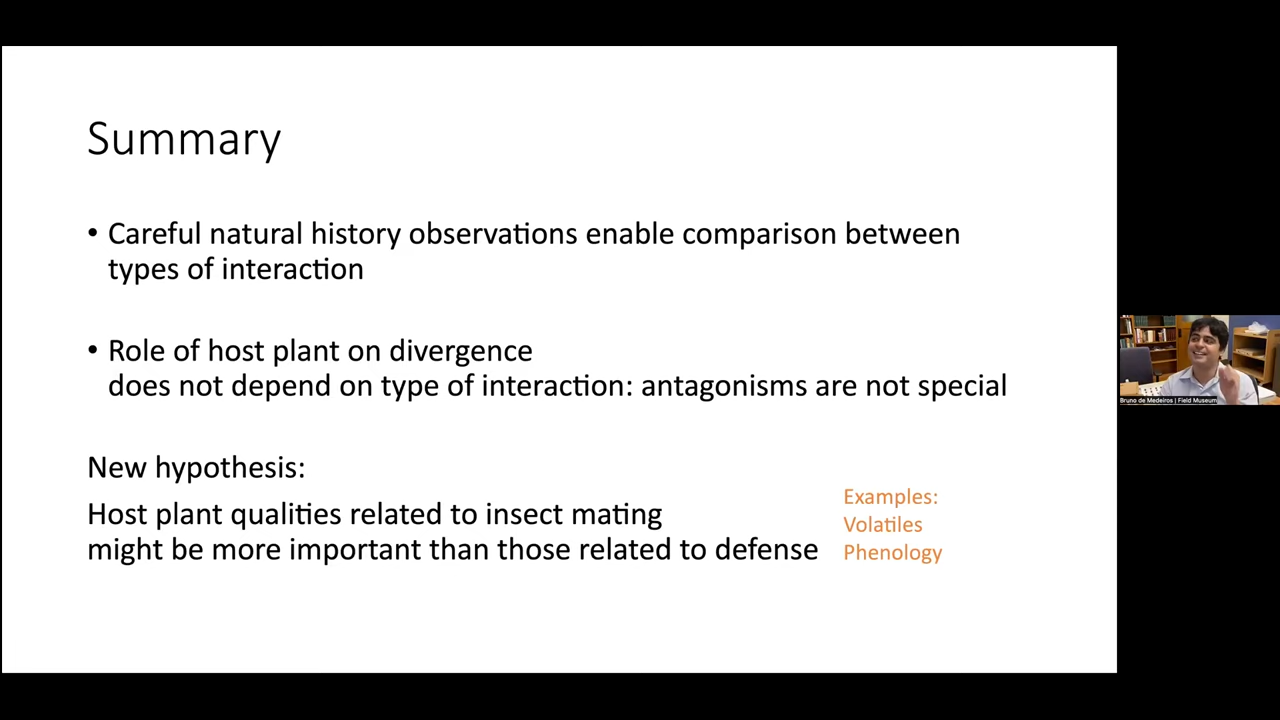 Summary
• Careful natural history observations enable comparison between
types of interaction
• Role of host plant on divergence
does not depend on type of interaction: antagonisms are not special
New hypothesis:
Host plant qualities related to insect mating
might be more important than those related to defense
Examples:
Volatiles
Phenology
Bruno de Medeiros | Field Museum